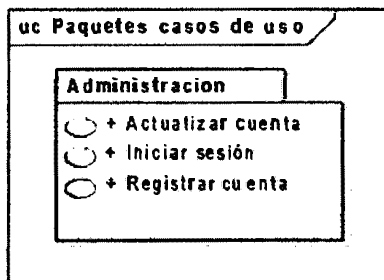 uc Paquetes casos de uso
Administracion
+ Actualizar cuenta
+ Iniciar sesión
+ Registrar cuenta